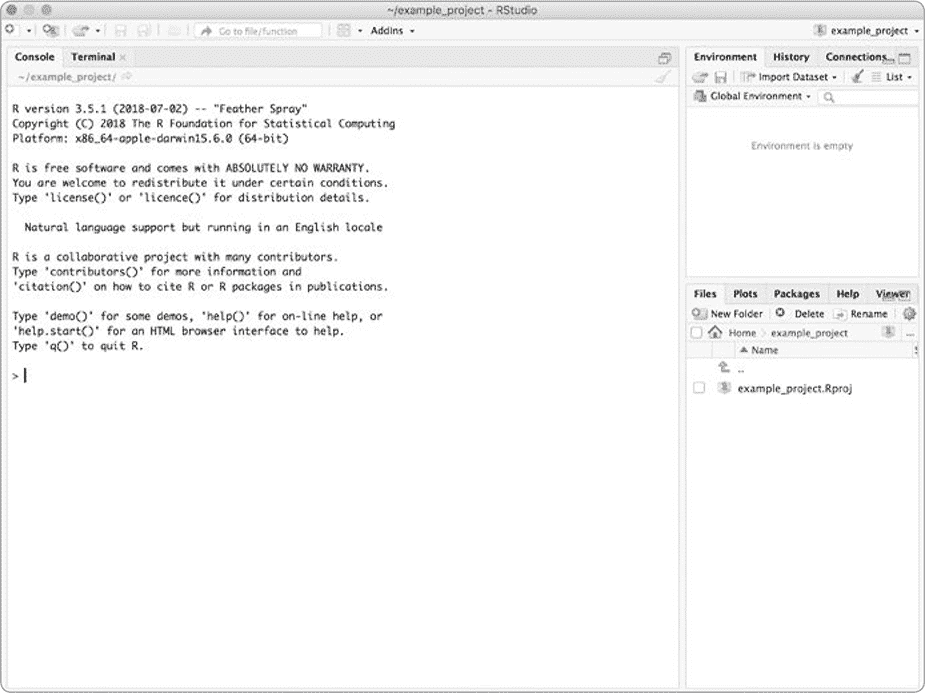 ~/example_project - RStudio
Go to file/function Addins example_project
Console Terminal
~/example_project/
R version 3.5.1 (2018-07-02) -- "Feather Spray"
Copyright (C) 2018 The R Foundation for Statistical Computing
Platform: x86_64-apple-darwin15.6.0 (64-bit)
R is free software and comes with ABSOLUTELY NO WARRANTY.
You are welcome to redistribute it under certain conditions.
Type 'license()' or 'licence()' for distribution details.
Natural language support but running in an English locale
R is a collaborative project with many contributors.
Type 'contributors()' for more information and
'citation()' on how to cite R or R packages in publications.
Type 'demo()' for some demos, 'help()' for on-line help, or
'help.start()' for an HTML browser interface to help.
Type 'q()' to quit R.
>
Environment History Connections
Import Dataset List
Global Environment
Environment is empty
Files Plots Packages Help Viewer
New Folder Delete Rename
Home example_project ...
Name
..
example_project.Rproj